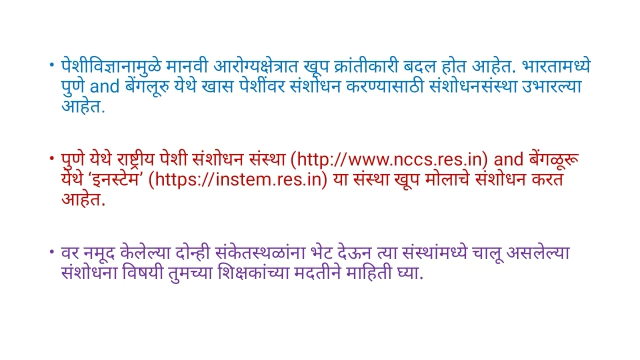 • पेशीविज्ञानामुळे मानवी आरोग्यक्षेत्रात खूप क्रांतीकारी बदल होत आहेत. भारतामध्ये
पुणे and बेंगलूरु येथे खास पेशींवर संशोधन करण्यासाठी संशोधनसंस्था उभारल्या
आहेत.
• पुणे येथे राष्ट्रीय पेशी संशोधन संस्था (http://www.nccs.res.in) and बेंगळूरू
येथे ‘इनस्टेम’ (https://instem.res.in) या संस्था खूप मोलाचे संशोधन करत
आहेत.
• वर नमूद केलेल्या दोन्ही संकेतस्थळांना भेट देऊन त्या संस्थांमध्ये चालू असलेल्या
संशोधना विषयी तुमच्या शिक्षकांच्या मदतीने माहिती घ्या.